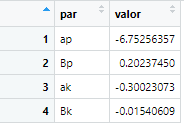 par valor
1 ap -6.75256357
2 Bp 0.20237450
3 ak -0.30023073
4 Bk -0.01540609